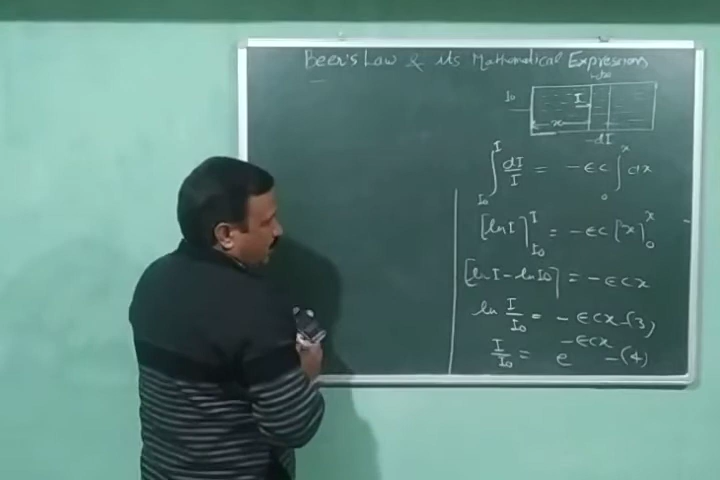 Beer's Law & its Mathematical Expressions
I₀ I dx
x
-dI
∫_{I₀}^{I} dI/I = -∈c ∫_{0}^{x} dx
[ln I]_{I₀}^{I} = -∈c [x]_{0}^{x}
[ln I - ln I₀] = -∈cx
ln I/I₀ = -∈cx -(3)
I/I₀ = e^{-∈cx} -(4)